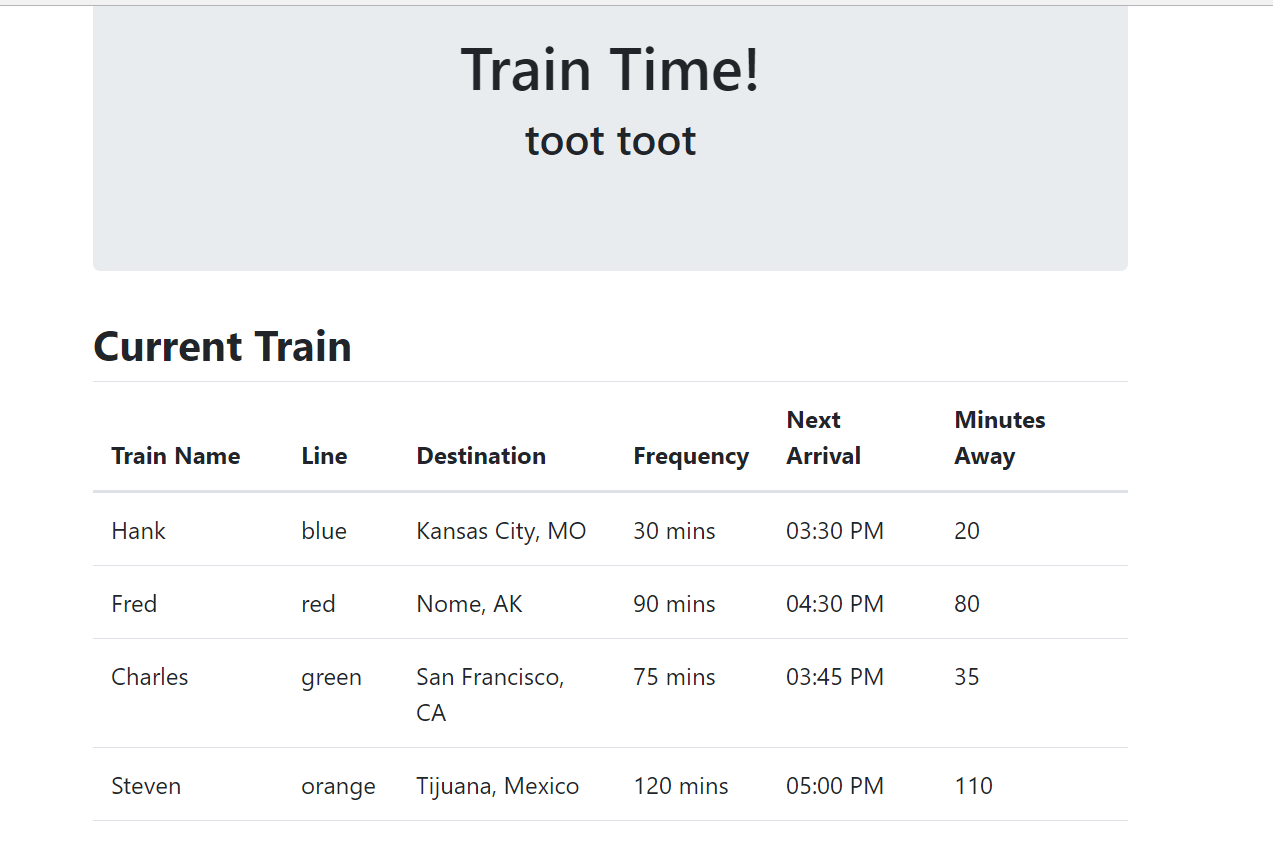 Train Time!
toot toot
Current Train
Train Name Line Destination Frequency Next Arrival Minutes Away
Hank blue Kansas City, MO 30 mins 03:30 PM 20
Fred red Nome, AK 90 mins 04:30 PM 80
Charles green San Francisco, CA 75 mins 03:45 PM 35
Steven orange Tijuana, Mexico 120 mins 05:00 PM 110